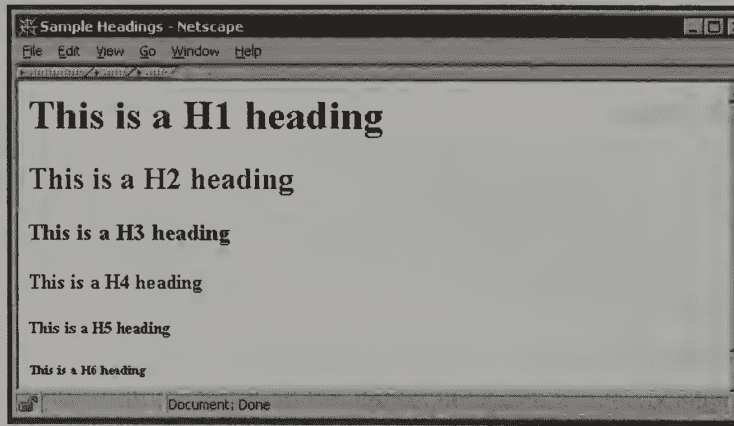 Sample Headings - Netscape
File Edit View Go Window Help
This is a H1 heading
This is a H2 heading
This is a H3 heading
This is a H4 heading
This is a H5 heading
This is a H6 heading
Document: Done